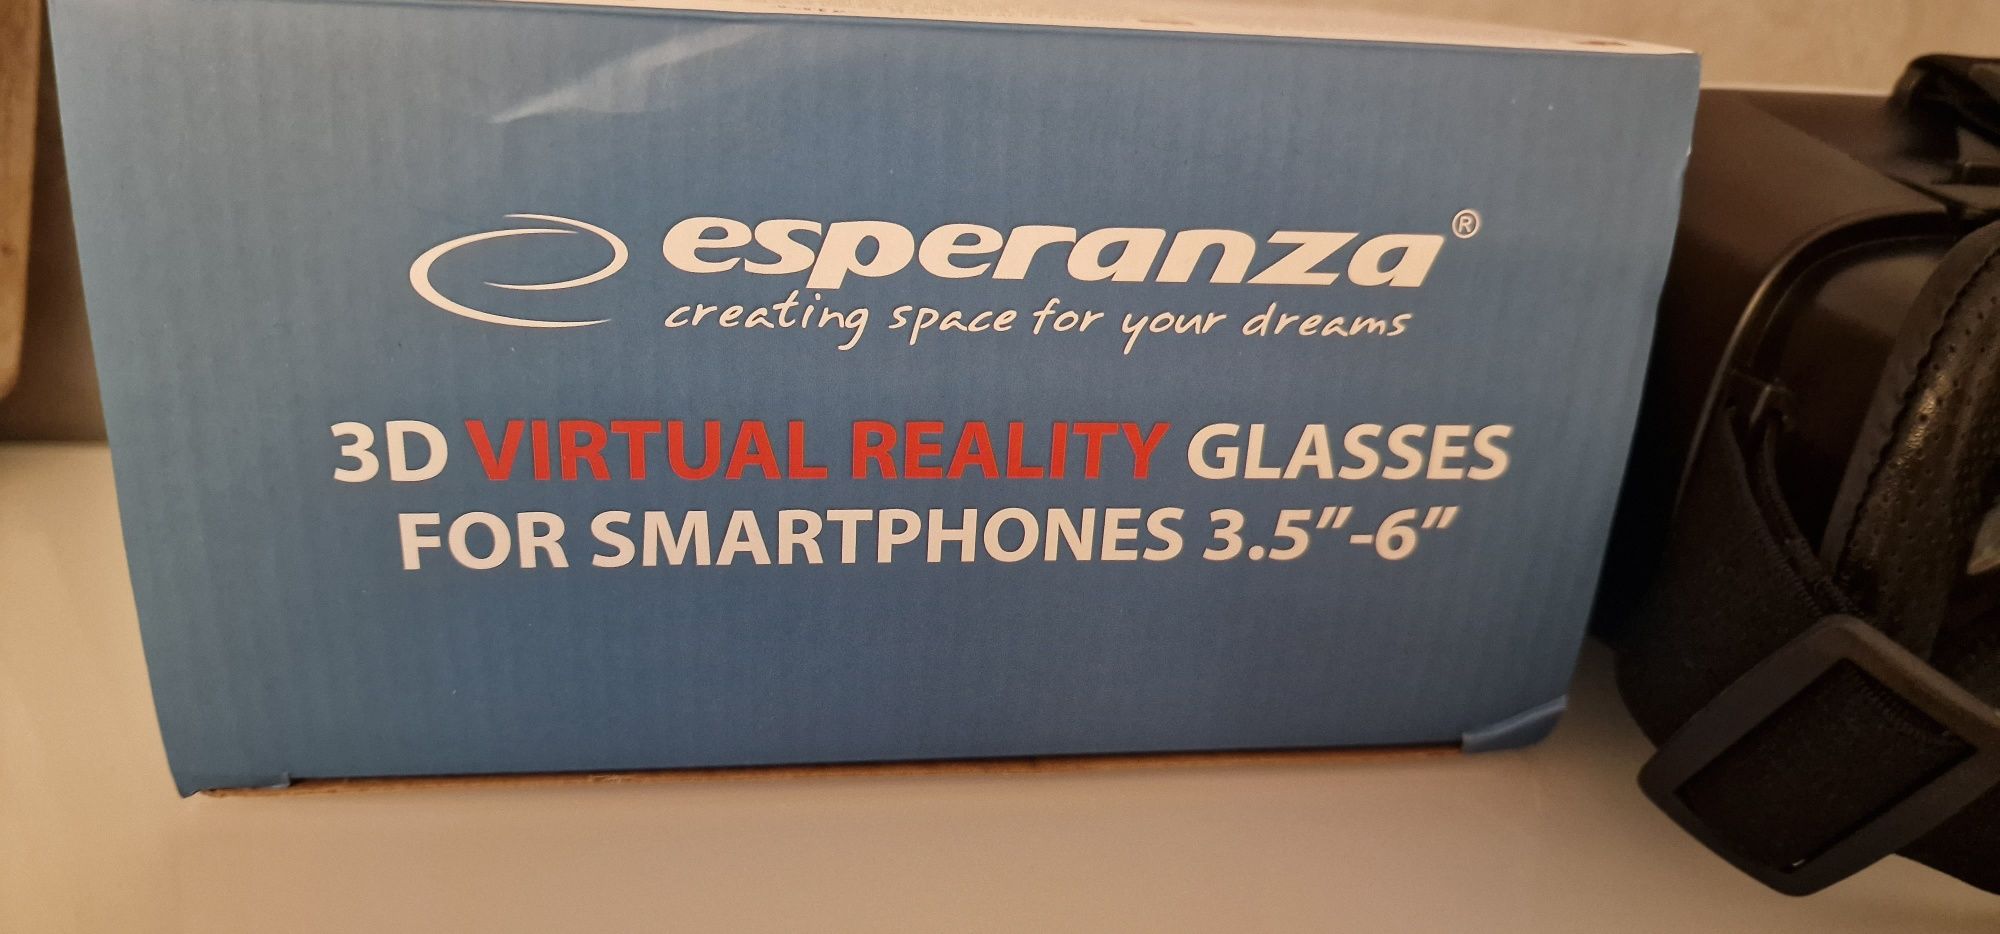 esperanza®
creating space for your dreams
3D VIRTUAL REALITY GLASSES
FOR SMARTPHONES 3.5”-6”